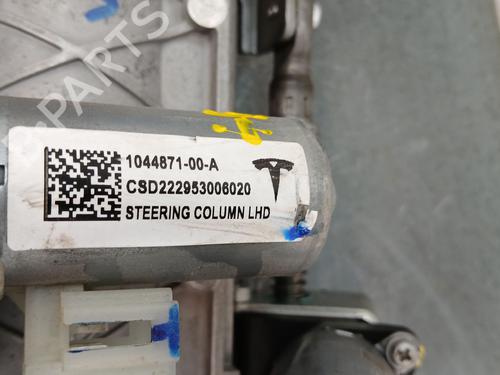 PARTS
1044871-00-A
CSD222953006020
STEERING COLUMN LHD